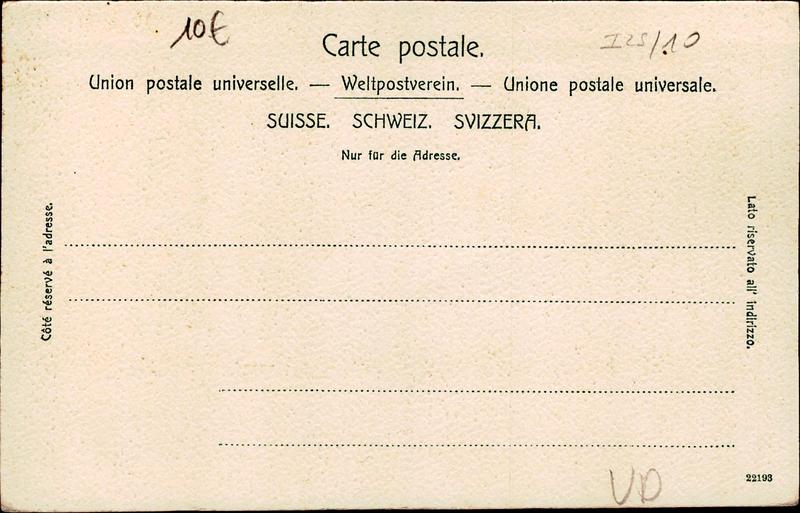 10€
I25/10
Carte postale.
Union postale universelle. — Weltpostverein. — Unione postale universale.
SUISSE. SCHWEIZ. SVIZZERA.
Nur für die Adresse.
Côté réservé à l'adresse.
Lato riservato all' indirizzo.
VD
22193